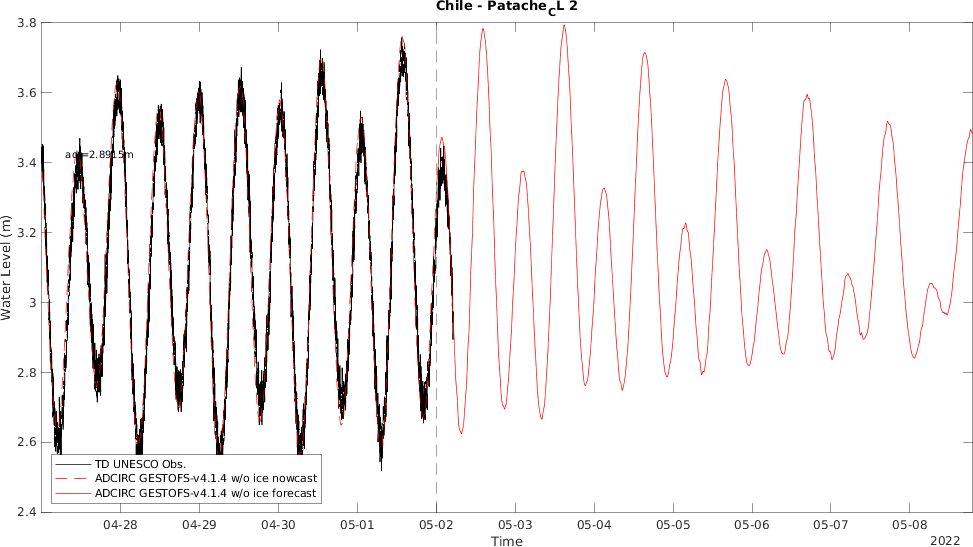 Chile - Patache_CL 2
3.8
3.6
3.4
3.2
3
2.8
2.6
2.4
Water Level (m)
adj=2.8915m
TD UNESCO Obs.
ADCIRC GESTOFS-v4.1.4 w/o ice nowcast
ADCIRC GESTOFS-v4.1.4 w/o ice forecast
04-28 04-29 04-30 05-01 05-02 05-03 05-04 05-05 05-06 05-07 05-08
Time
2022